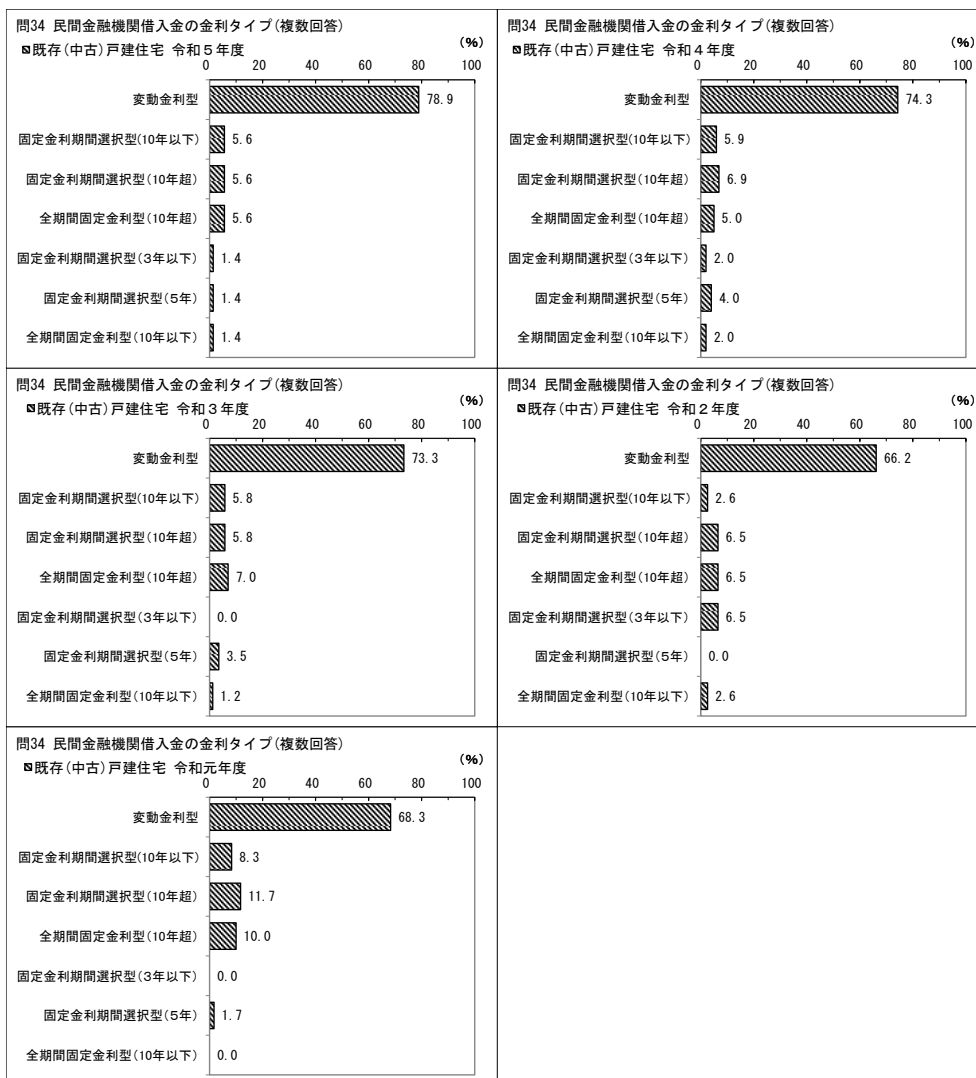 問34 民間金融機関借入金の金利タイプ(複数回答)
既存(中古)戸建住宅 令和5年度
(%)
0 20 40 60 80 100
変動金利型 78.9
固定金利期間選択型(10年以下) 5.6
固定金利期間選択型(10年超) 5.6
全期間固定金利型(10年超) 5.6
固定金利期間選択型(3年以下) 1.4
固定金利期間選択型(5年) 1.4
全期間固定金利型(10年以下) 1.4
問34 民間金融機関借入金の金利タイプ(複数回答)
既存(中古)戸建住宅 令和4年度
(%)
0 20 40 60 80 100
変動金利型 74.3
固定金利期間選択型(10年以下) 5.9
固定金利期間選択型(10年超) 6.9
全期間固定金利型(10年超) 5.0
固定金利期間選択型(3年以下) 2.0
固定金利期間選択型(5年) 4.0
全期間固定金利型(10年以下) 2.0
問34 民間金融機関借入金の金利タイプ(複数回答)
既存(中古)戸建住宅 令和3年度
(%)
0 20 40 60 80 100
変動金利型 73.3
固定金利期間選択型(10年以下) 5.8
固定金利期間選択型(10年超) 5.8
全期間固定金利型(10年超) 7.0
固定金利期間選択型(3年以下) 0.0
固定金利期間選択型(5年) 3.5
全期間固定金利型(10年以下) 1.2
問34 民間金融機関借入金の金利タイプ(複数回答)
既存(中古)戸建住宅 令和2年度
(%)
0 20 40 60 80 100
変動金利型 66.2
固定金利期間選択型(10年以下) 2.6
固定金利期間選択型(10年超) 6.5
全期間固定金利型(10年超) 6.5
固定金利期間選択型(3年以下) 6.5
固定金利期間選択型(5年) 0.0
全期間固定金利型(10年以下) 2.6
問34 民間金融機関借入金の金利タイプ(複数回答)
既存(中古)戸建住宅 令和元年度
(%)
0 20 40 60 80 100
変動金利型 68.3
固定金利期間選択型(10年以下) 8.3
固定金利期間選択型(10年超) 11.7
全期間固定金利型(10年超) 10.0
固定金利期間選択型(3年以下) 0.0
固定金利期間選択型(5年) 1.7
全期間固定金利型(10年以下) 0.0